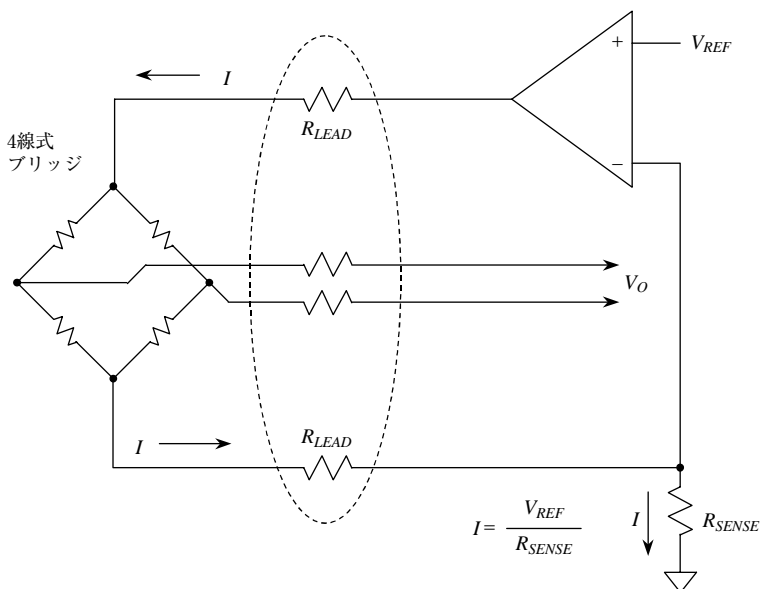 +
V_REF
I
R_LEAD
−
4線式
ブリッジ
V_O
R_LEAD
I
I = V_REF / R_SENSE
I
R_SENSE